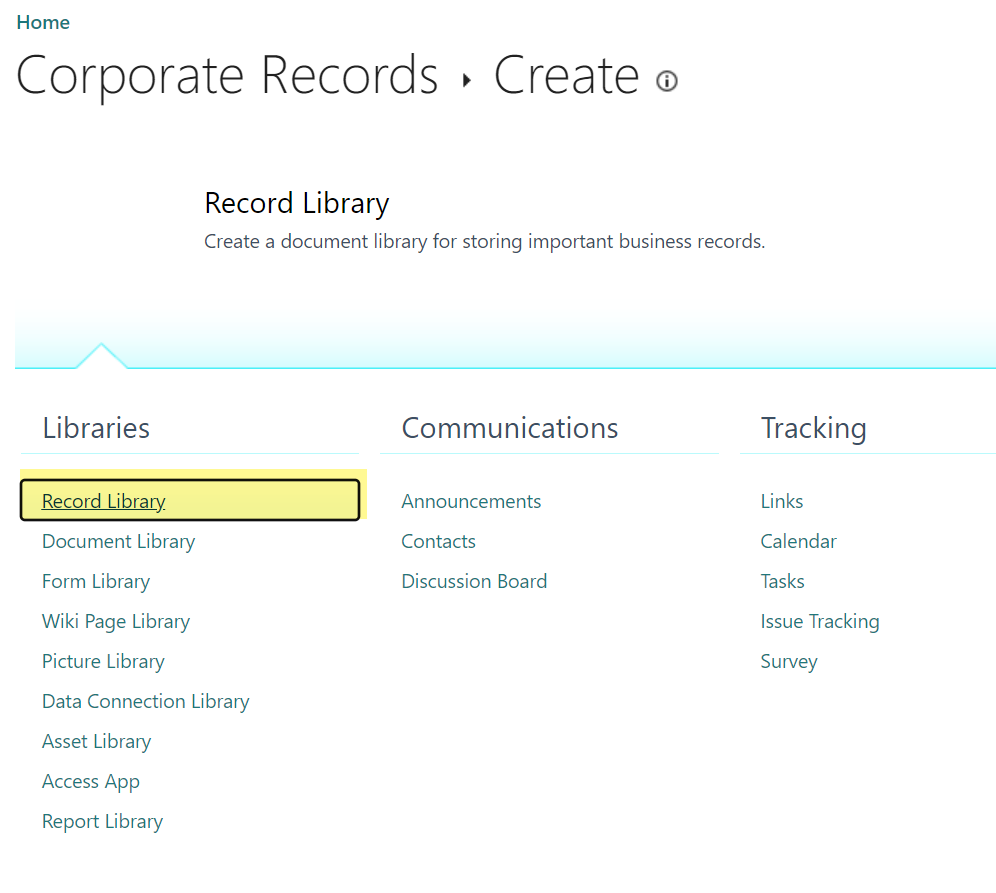 Home
Corporate Records ▸ Create
Record Library
Create a document library for storing important business records.
Libraries
Record Library
Document Library
Form Library
Wiki Page Library
Picture Library
Data Connection Library
Asset Library
Access App
Report Library
Communications
Announcements
Contacts
Discussion Board
Tracking
Links
Calendar
Tasks
Issue Tracking
Survey